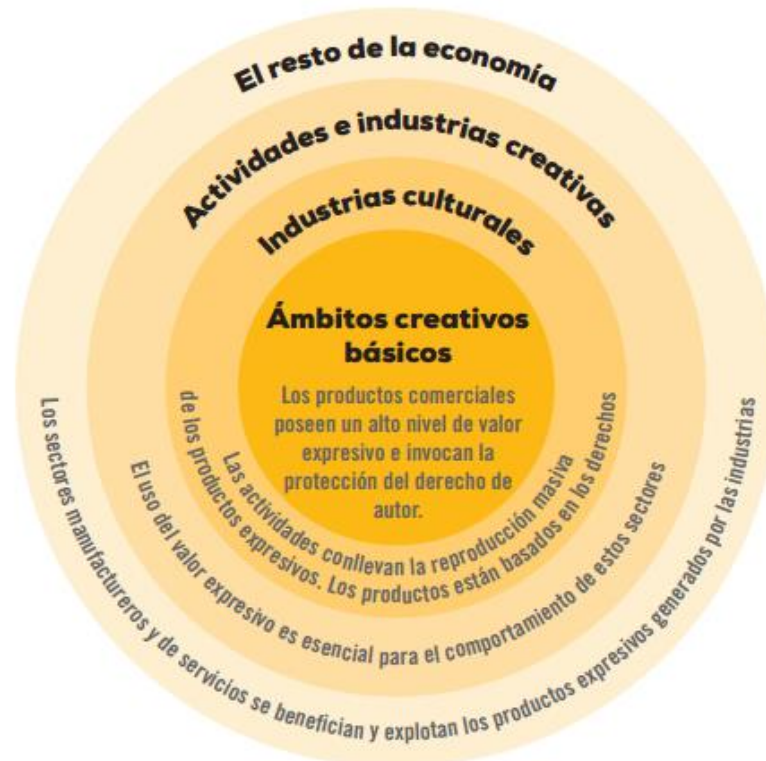 El resto de la economía
Actividades e industrias creativas
Industrias culturales
Ámbitos creativos
básicos
Los productos comerciales
poseen un alto nivel de valor
expresivo e invocan la
protección del derecho de
autor.
Las actividades conllevan la reproducción masiva
de los productos expresivos. Los productos están basados en los derechos
El uso del valor expresivo es esencial para el comportamiento de estos sectores
Los sectores manufactureros y de servicios se benefician y explotan los productos expresivos generados por las industrias